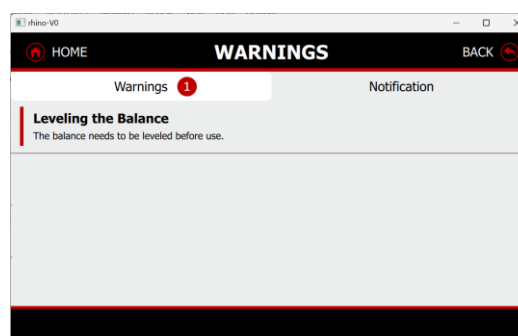 rhino-V0
HOME WARNINGS BACK
Warnings 1 Notification
Leveling the Balance
The balance needs to be leveled before use.